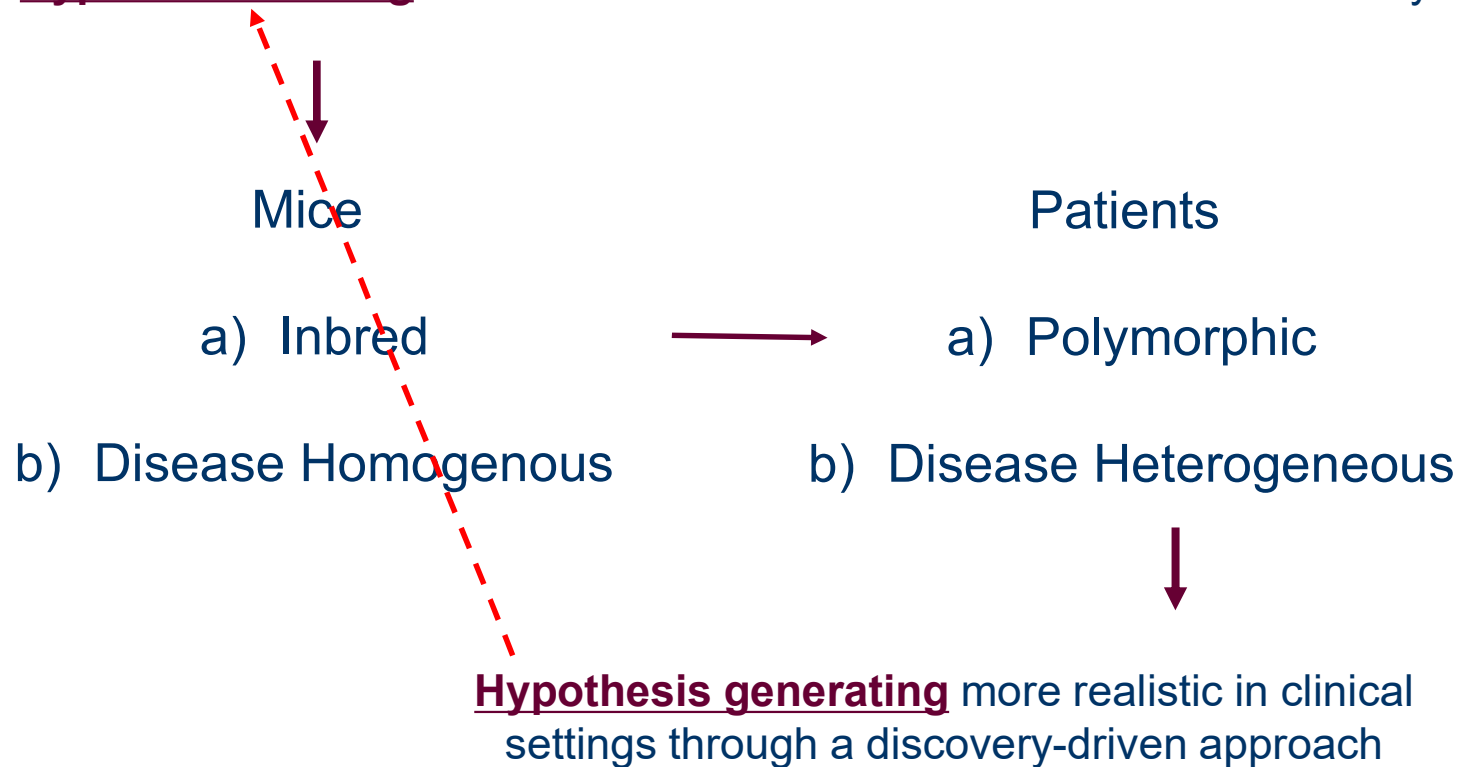 Mice
Patients
a) Inbred
a) Polymorphic
b) Disease Homogenous
b) Disease Heterogeneous
Hypothesis generating more realistic in clinical
settings through a discovery-driven approach